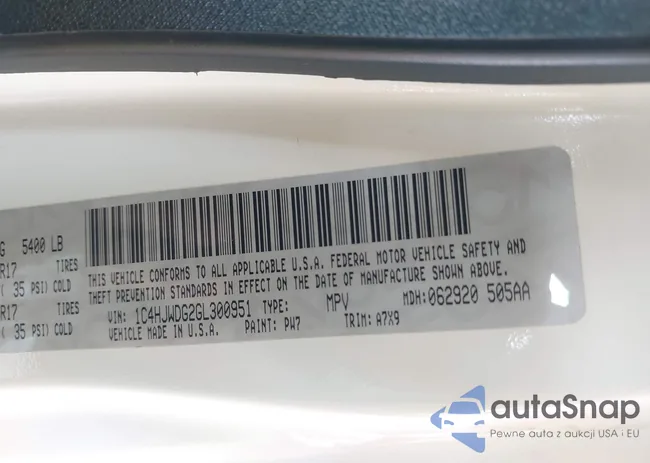 G 5400 LB
R17 TIRES
35 PSI) COLD
R17 TIRES
35 PSI) COLD
THIS VEHICLE CONFORMS TO ALL APPLICABLE U.S.A. FEDERAL MOTOR VEHICLE SAFETY AND
THEFT PREVENTION STANDARDS IN EFFECT ON THE DATE OF MANUFACTURE SHOWN ABOVE.
VIN: 1C4HJWDG2GL300951 TYPE: MPV MDH: 062920 505AA
VEHICLE MADE IN U.S.A. PAINT: PW7 TRIM: A7X9
autaSnap
Pewne auta z aukcji USA i EU